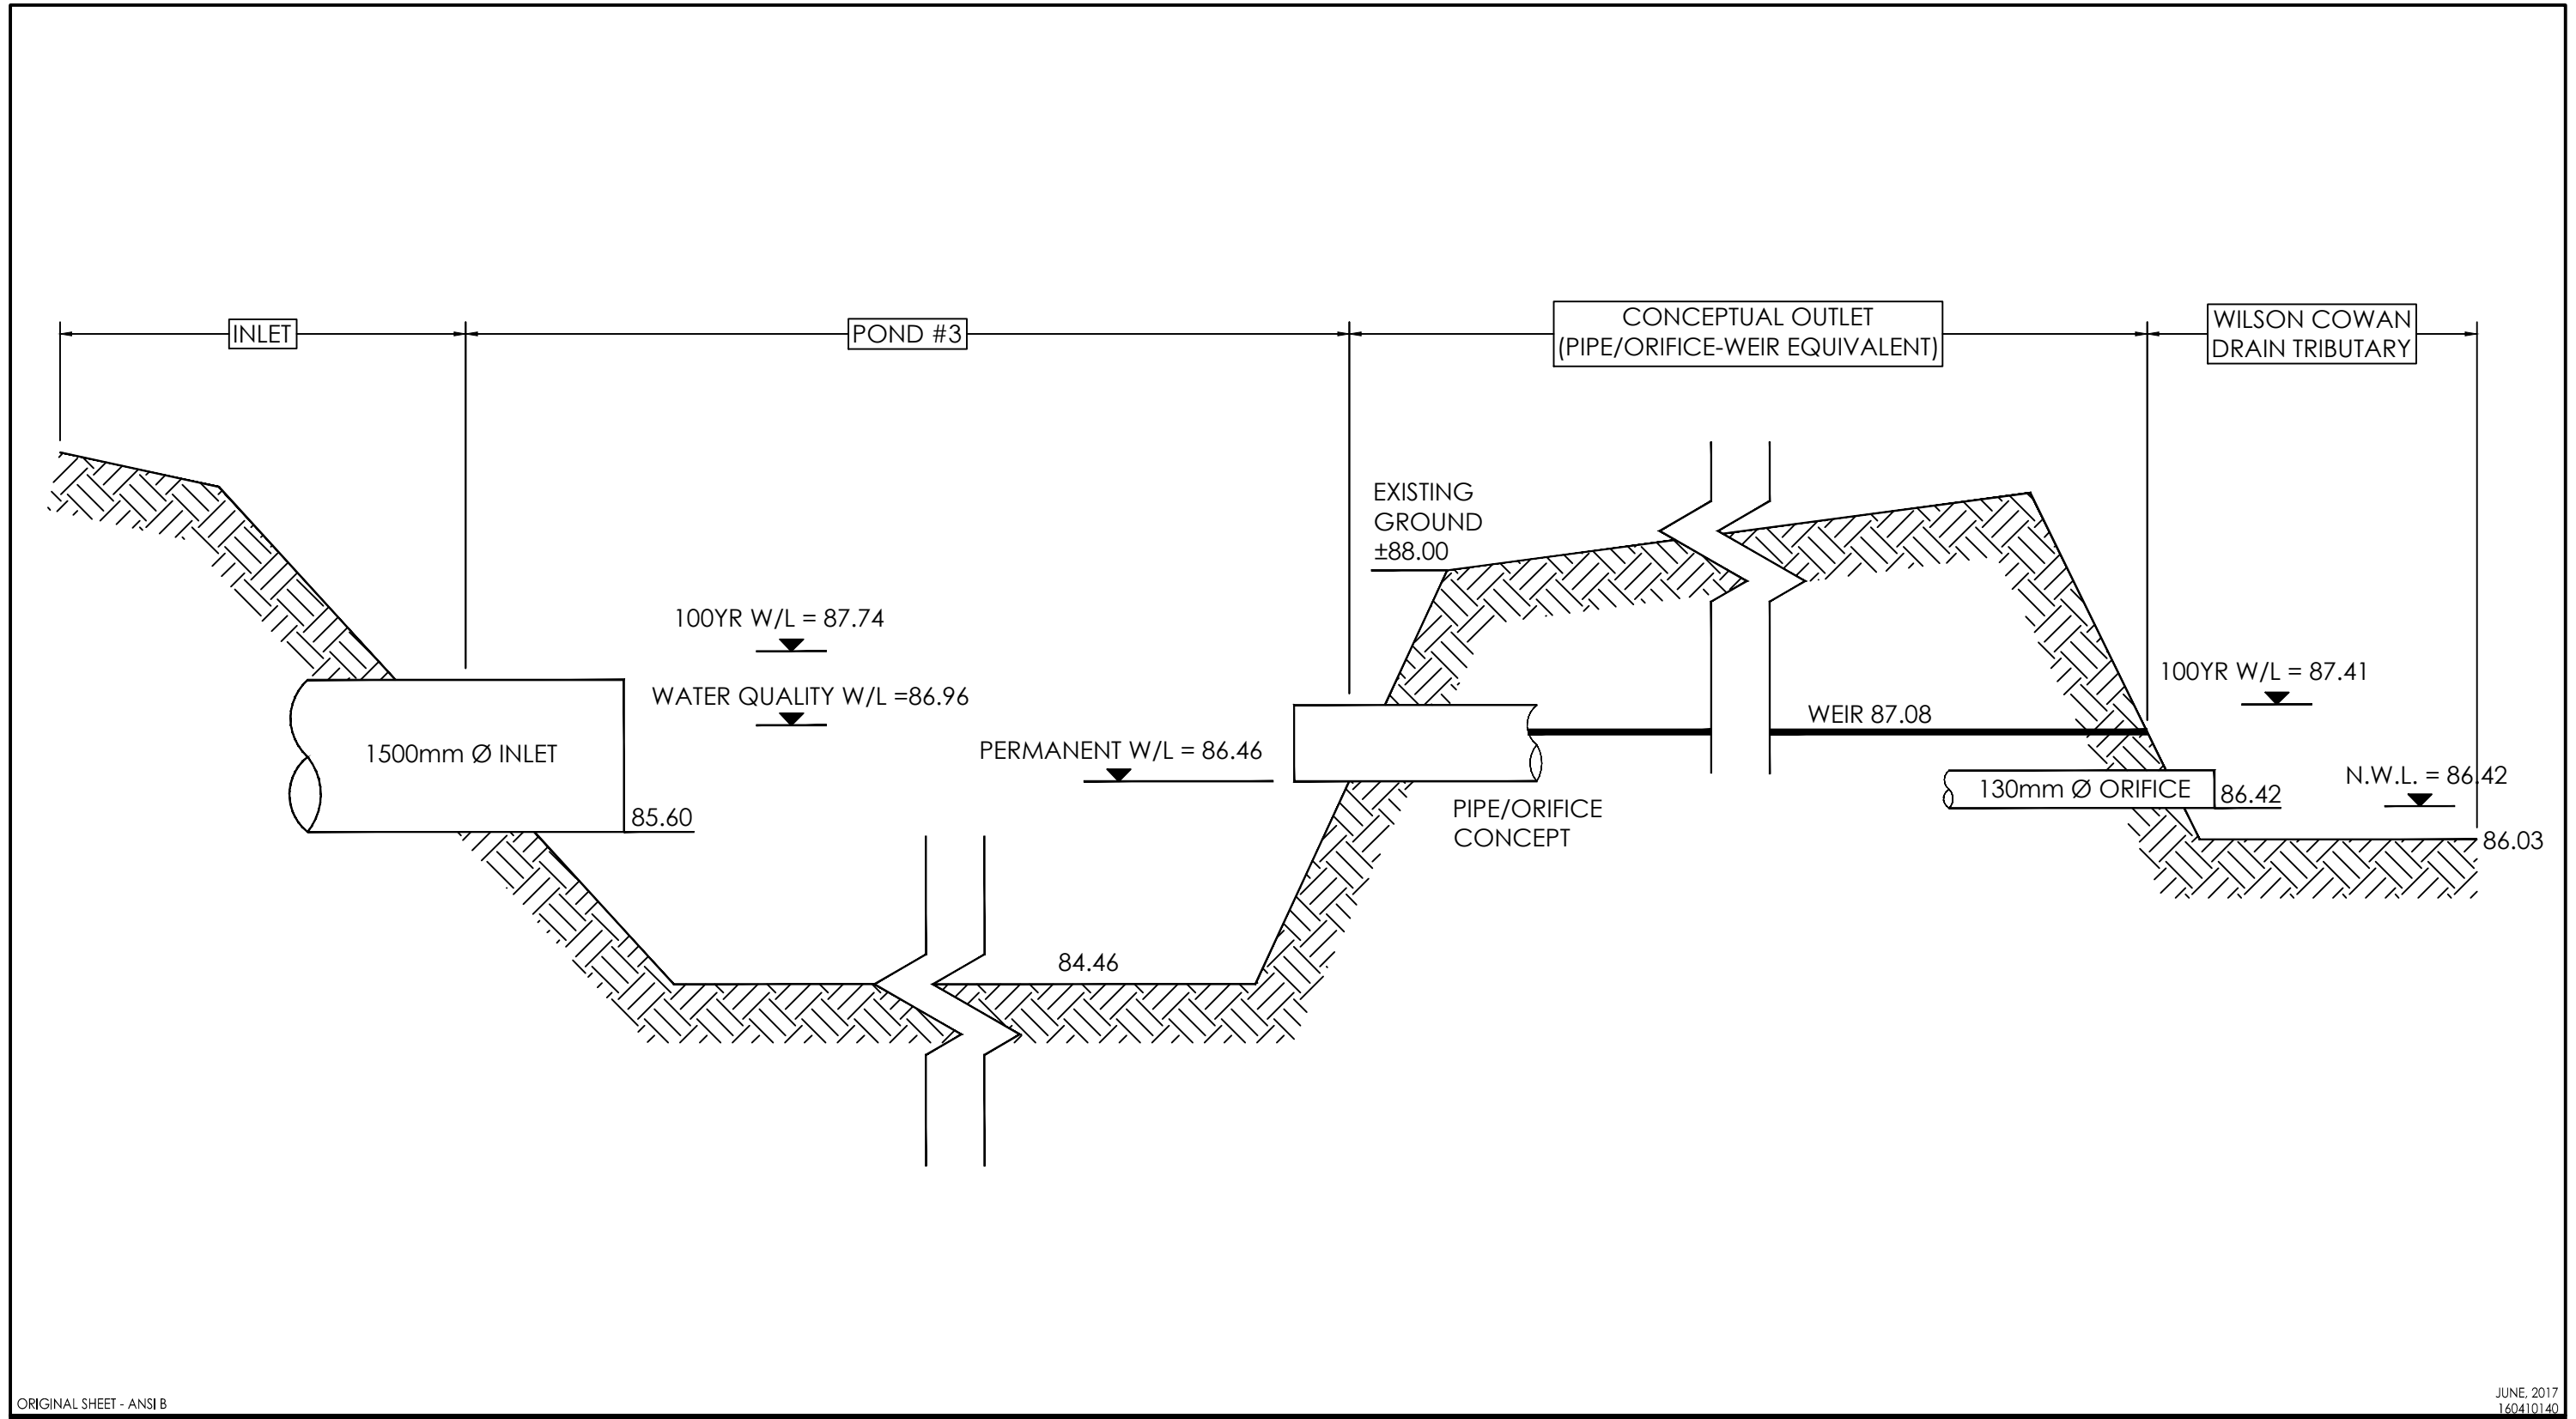 INLET
POND #3
CONCEPTUAL OUTLET
(PIPE/ORIFICE-WEIR EQUIVALENT)
WILSON COWAN
DRAIN TRIBUTARY
EXISTING
GROUND
±88.00
100YR W/L = 87.74
WATER QUALITY W/L =86.96
100YR W/L = 87.41
WEIR 87.08
1500mm Ø INLET
PERMANENT W/L = 86.46
N.W.L. = 86.42
130mm Ø ORIFICE
86.42
85.60
PIPE/ORIFICE
CONCEPT
86.03
84.46
ORIGINAL SHEET - ANSI B
JUNE, 2017
160410140